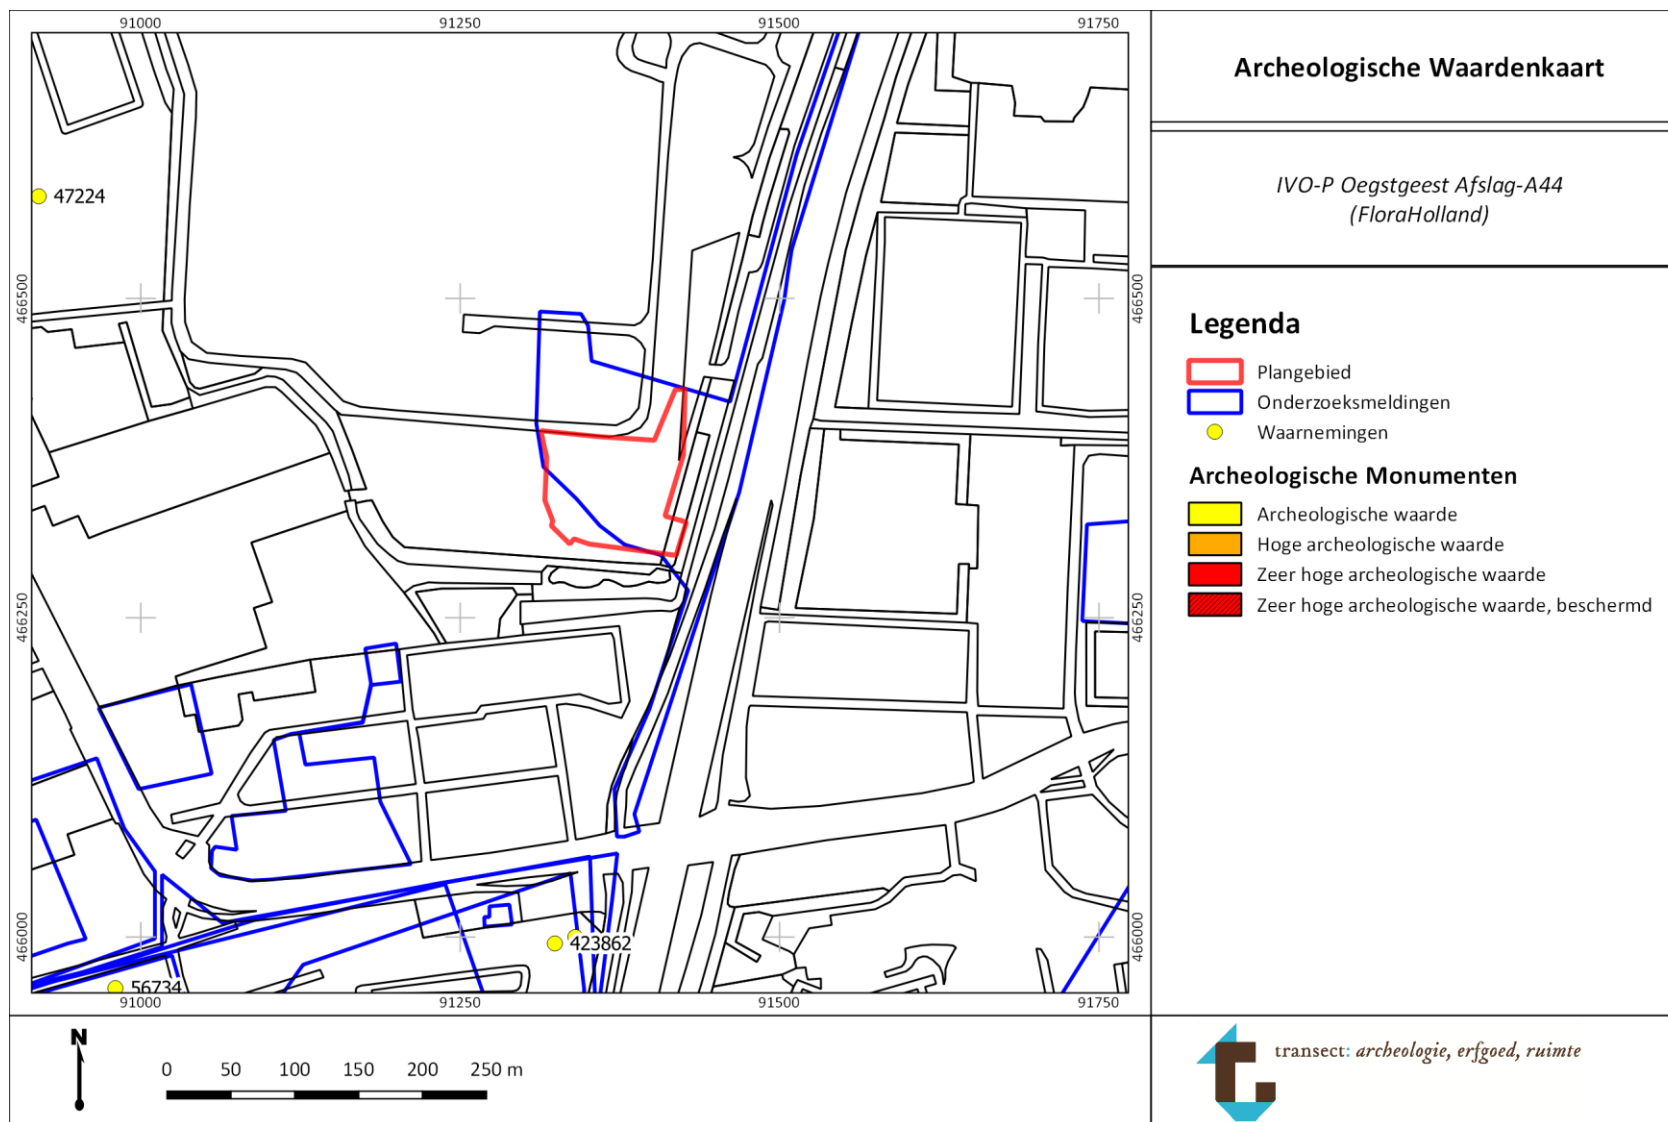 91000 91250 91500 91750
466500 466500
466250 466250
466000 466000
47224
423862
56734
91000 91250 91500 91750
N
0 50 100 150 200 250 m
Archeologische Waardenkaart
IVO-P Oegstgeest Afslag-A44
(FloraHolland)
Legenda
Plangebied
Onderzoeksmeldingen
Waarnemingen
Archeologische Monumenten
Archeologische waarde
Hoge archeologische waarde
Zeer hoge archeologische waarde
Zeer hoge archeologische waarde, beschermd
transect: archeologie, erfgoed, ruimte